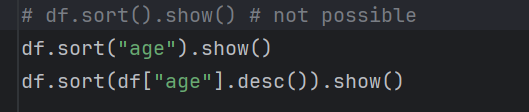 # df.sort().show() # not possible
df.sort("age").show()
df.sort(df["age"].desc()).show()